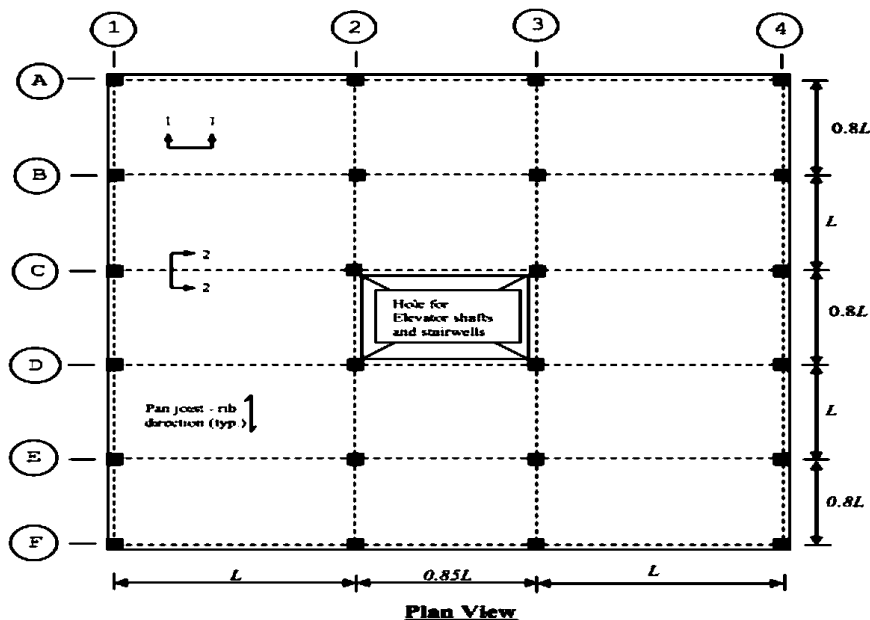 1
2
3
4
A
0.8L
1 1
B
L
C
2
2
Hole for
Elevator shafts
and stairwells
0.8L
D
Pan joist - rib
direction (typ.)
L
E
0.8L
F
L
0.85L
L
Plan View